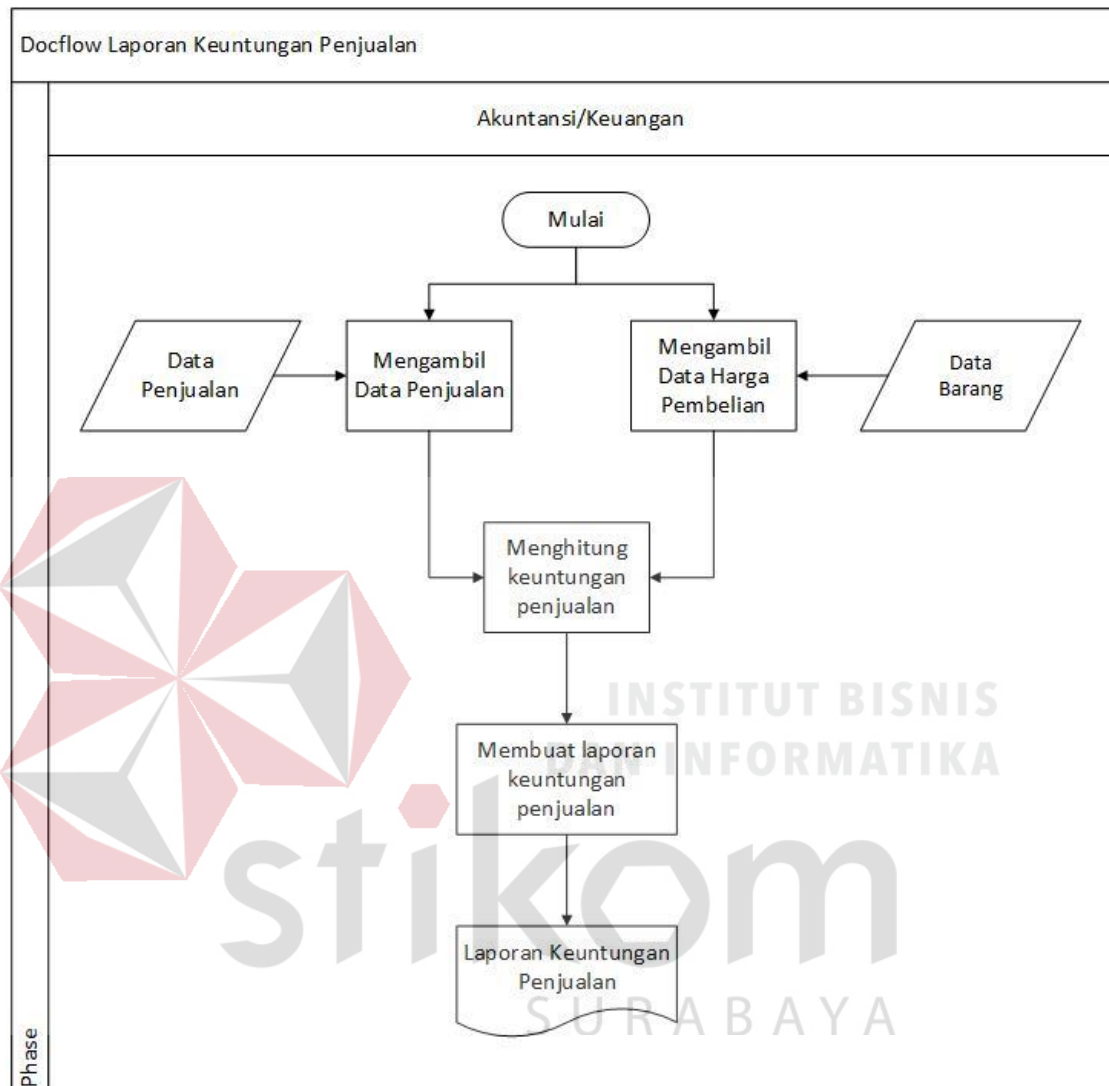 Docflow Laporan Keuntungan Penjualan
Akuntansi/Keuangan
Mulai
Data
Penjualan
Mengambil
Data Penjualan
Mengambil
Data Harga
Pembelian
Data
Barang
Menghitung
keuntungan
penjualan
INSTITUT BISNIS
DAN INFORMATIKA
Membuat laporan
keuntungan
penjualan
stikom
Laporan Keuntungan
Penjualan
SURABAYA
Phase